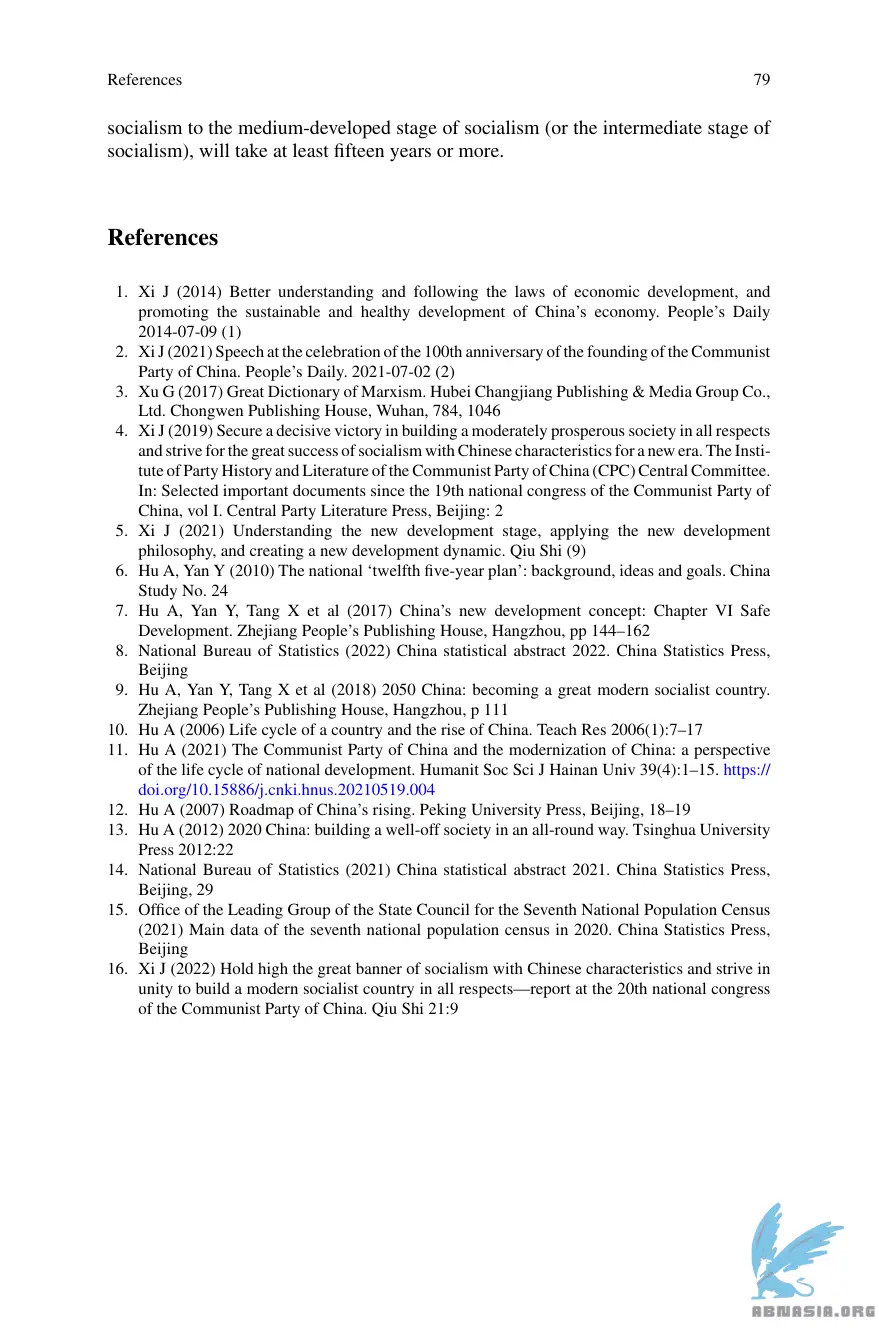 References 79
socialism to the medium-developed stage of socialism (or the intermediate stage of
socialism), will take at least fifteen years or more.
References
1. Xi J (2014) Better understanding and following the laws of economic development, and
promoting the sustainable and healthy development of China’s economy. People’s Daily
2014-07-09 (1)
2. Xi J (2021) Speech at the celebration of the 100th anniversary of the founding of the Communist
Party of China. People’s Daily. 2021-07-02 (2)
3. Xu G (2017) Great Dictionary of Marxism. Hubei Changjiang Publishing & Media Group Co.,
Ltd. Chongwen Publishing House, Wuhan, 784, 1046
4. Xi J (2019) Secure a decisive victory in building a moderately prosperous society in all respects
and strive for the great success of socialism with Chinese characteristics for a new era. The Insti-
tute of Party History and Literature of the Communist Party of China (CPC) Central Committee.
In: Selected important documents since the 19th national congress of the Communist Party of
China, vol I. Central Party Literature Press, Beijing: 2
5. Xi J (2021) Understanding the new development stage, applying the new development
philosophy, and creating a new development dynamic. Qiu Shi (9)
6. Hu A, Yan Y (2010) The national ‘twelfth five-year plan’: background, ideas and goals. China
Study No. 24
7. Hu A, Yan Y, Tang X et al (2017) China’s new development concept: Chapter VI Safe
Development. Zhejiang People’s Publishing House, Hangzhou, pp 144–162
8. National Bureau of Statistics (2022) China statistical abstract 2022. China Statistics Press,
Beijing
9. Hu A, Yan Y, Tang X et al (2018) 2050 China: becoming a great modern socialist country.
Zhejiang People’s Publishing House, Hangzhou, p 111
10. Hu A (2006) Life cycle of a country and the rise of China. Teach Res 2006(1):7–17
11. Hu A (2021) The Communist Party of China and the modernization of China: a perspective
of the life cycle of national development. Humanit Soc Sci J Hainan Univ 39(4):1–15. https://
doi.org/10.15886/j.cnki.hnus.20210519.004
12. Hu A (2007) Roadmap of China’s rising. Peking University Press, Beijing, 18–19
13. Hu A (2012) 2020 China: building a well-off society in an all-round way. Tsinghua University
Press 2012:22
14. National Bureau of Statistics (2021) China statistical abstract 2021. China Statistics Press,
Beijing, 29
15. Office of the Leading Group of the State Council for the Seventh National Population Census
(2021) Main data of the seventh national population census in 2020. China Statistics Press,
Beijing
16. Xi J (2022) Hold high the great banner of socialism with Chinese characteristics and strive in
unity to build a modern socialist country in all respects—report at the 20th national congress
of the Communist Party of China. Qiu Shi 21:9
ABNASIA.ORG